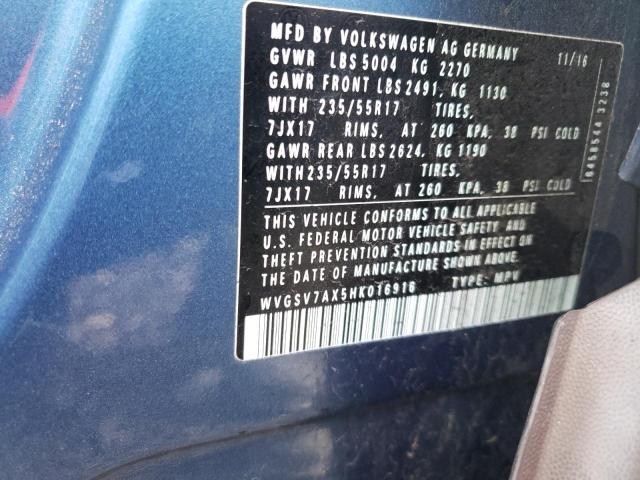 MFD BY VOLKSWAGEN AG GERMANY 11/16
GVWR LBS 5004 KG 2270
GAWR FRONT LBS 2491, KG 1130
WITH 235/55R17 TIRES,
7JX17 RIMS, AT 260 KPA, 38 PSI COLD
GAWR REAR LBS 2624, KG 1190
WITH 235/55R17 TIRES,
7JX17 RIMS, AT 260 KPA, 38 PSI COLD
THIS VEHICLE CONFORMS TO ALL APPLICABLE
U.S. FEDERAL MOTOR VEHICLE SAFETY AND
THEFT PREVENTION STANDARDS IN EFFECT ON
THE DATE OF MANUFACTURE SHOWN ABOVE.
WVGSV7AX5HK016916 TYPE: MPV
8458544 3238